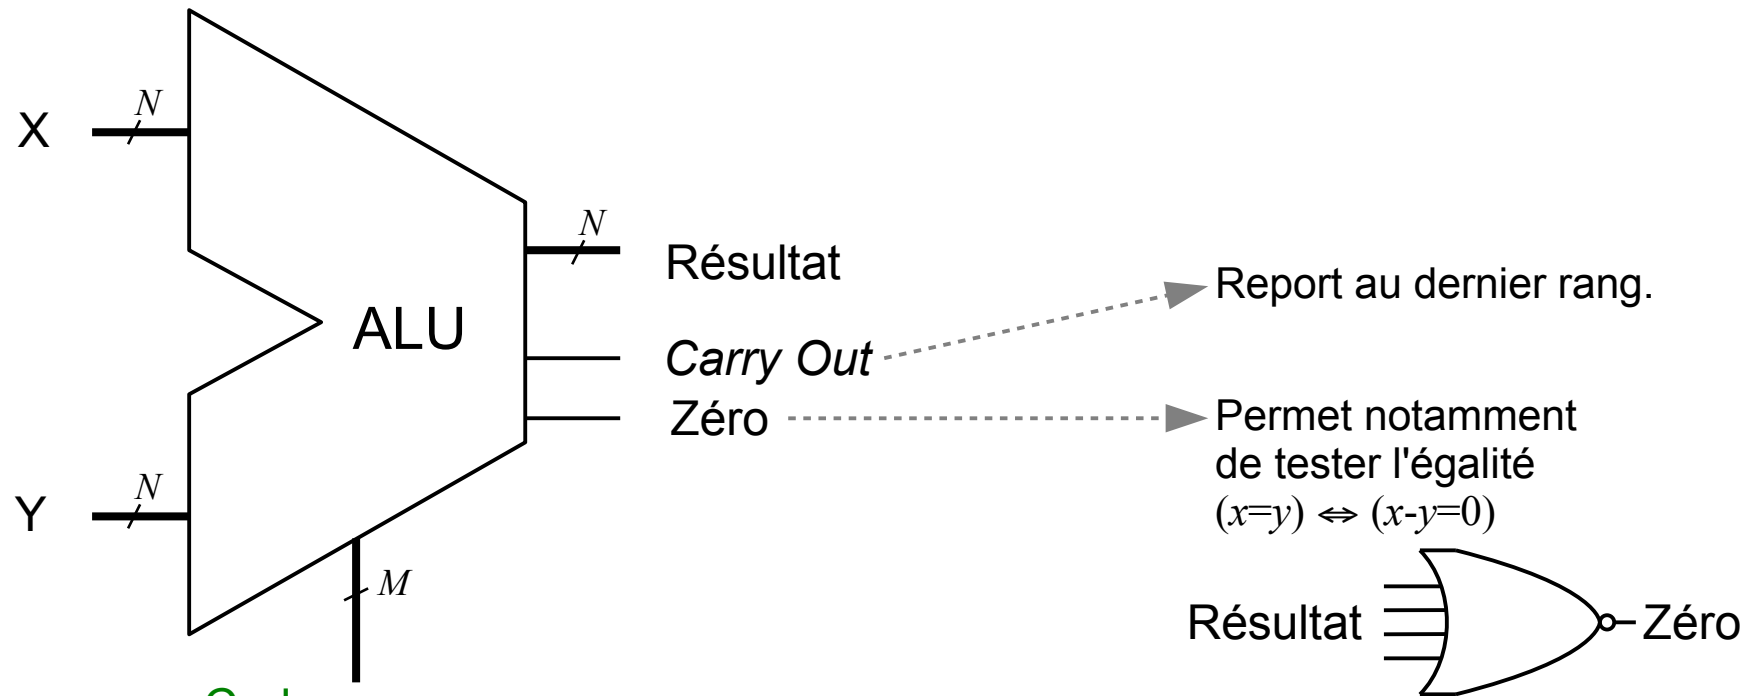 N
X
N
Résultat
ALU
Carry Out
Zéro
N
Y
M
Report au dernier rang.
Permet notamment
de tester l'égalité
(x=y) ⇔ (x-y=0)
Résultat
Zéro